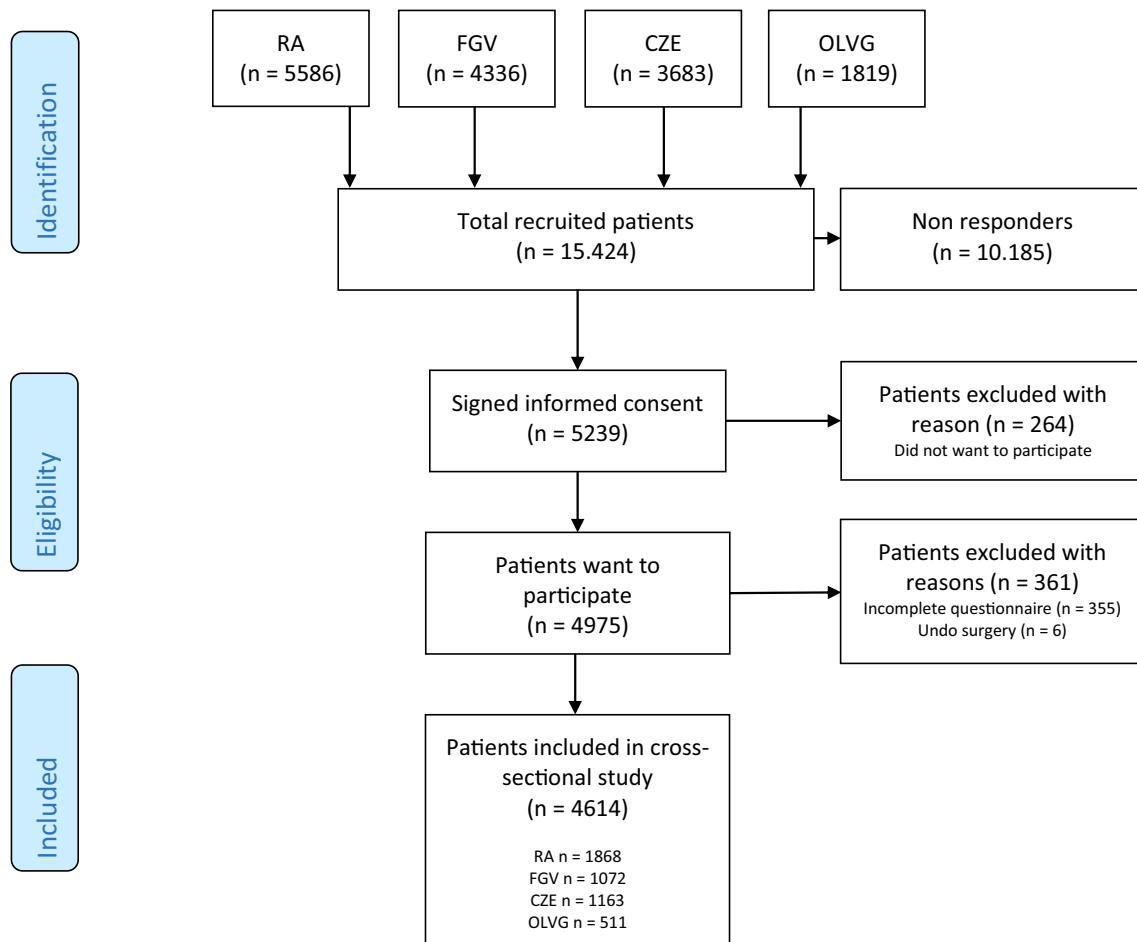 Identification
RA
(n = 5586)
FGV
(n = 4336)
CZE
(n = 3683)
OLVG
(n = 1819)
Total recruited patients
(n = 15.424)
Non responders
(n = 10.185)
Eligibility
Signed informed consent
(n = 5239)
Patients excluded with
reason (n = 264)
Did not want to participate
Patients want to
participate
(n = 4975)
Patients excluded with
reasons (n = 361)
Incomplete questionnaire (n = 355)
Undo surgery (n = 6)
Included
Patients included in cross-
sectional study
(n = 4614)
RA n = 1868
FGV n = 1072
CZE n = 1163
OLVG n = 511